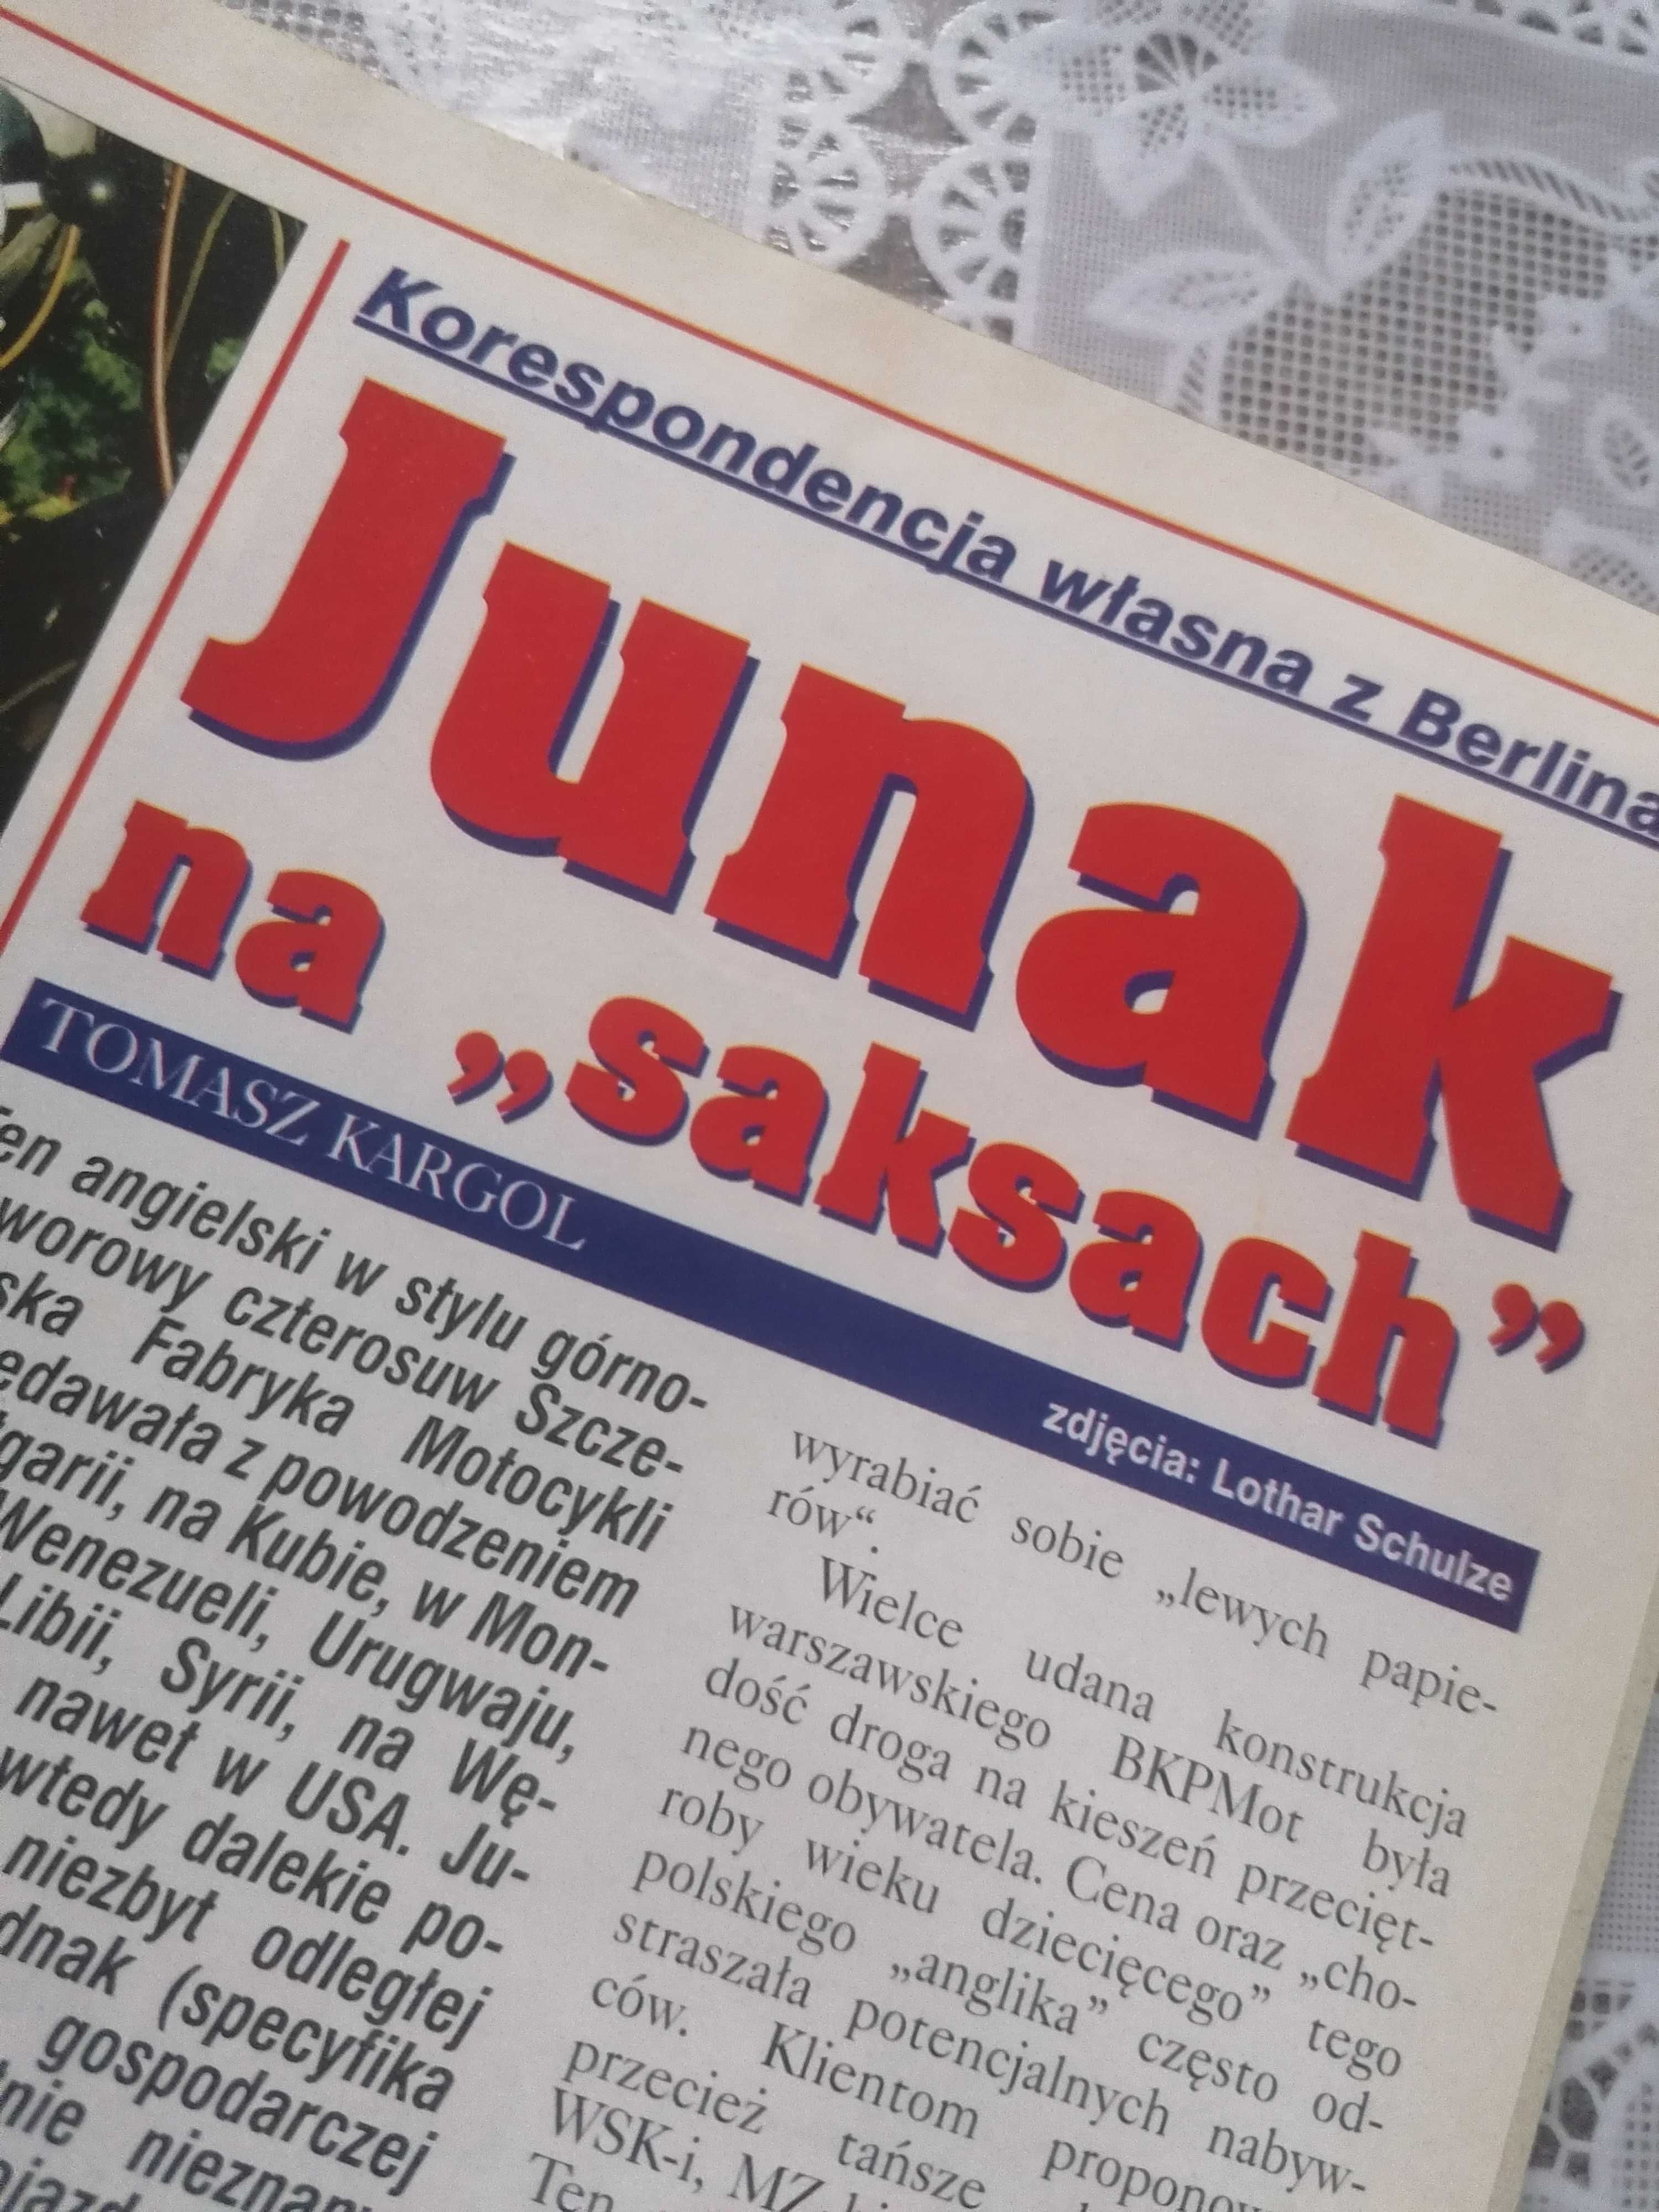 Korespondencja własna z Berlina
Junak
na „saksach”
TOMASZ KARGOL
zdjęcia: Lothar Schulze
angielski w stylu górno-
czterosuw Szcze-
Fabryka Motocykli
z powodzeniem
na Kubie, w Mon-
Wenezueli, Urugwaju,
Libii, Syrii, na Wę-
nawet w USA. Ju-
wtedy dalekie po-
niezbyt odległej
(specyfika
gospodarczej
wyrabiać sobie „lewych papie-
rów“.
Wielce udana konstrukcja
warszawskiego BKPMot była
dość droga na kieszeń przecięt-
nego obywatela. Cena oraz „cho-
roby wieku dziecięcego” tego
polskiego „anglika” często od-
straszała potencjalnych nabyw-
ców. Klientom
przecież tańsze
WSK-i, MZ
Ten